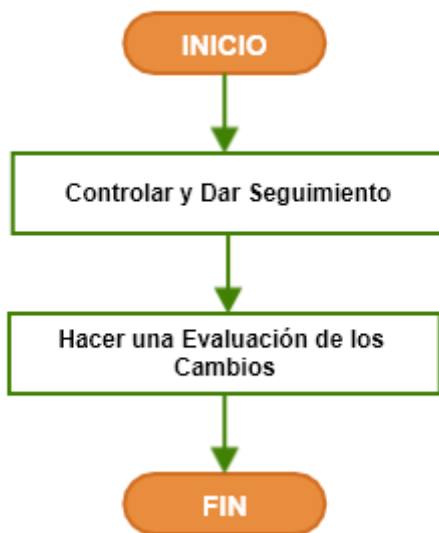 INICIO
Controlar y Dar Seguimiento
Hacer una Evaluación de los
Cambios
FIN